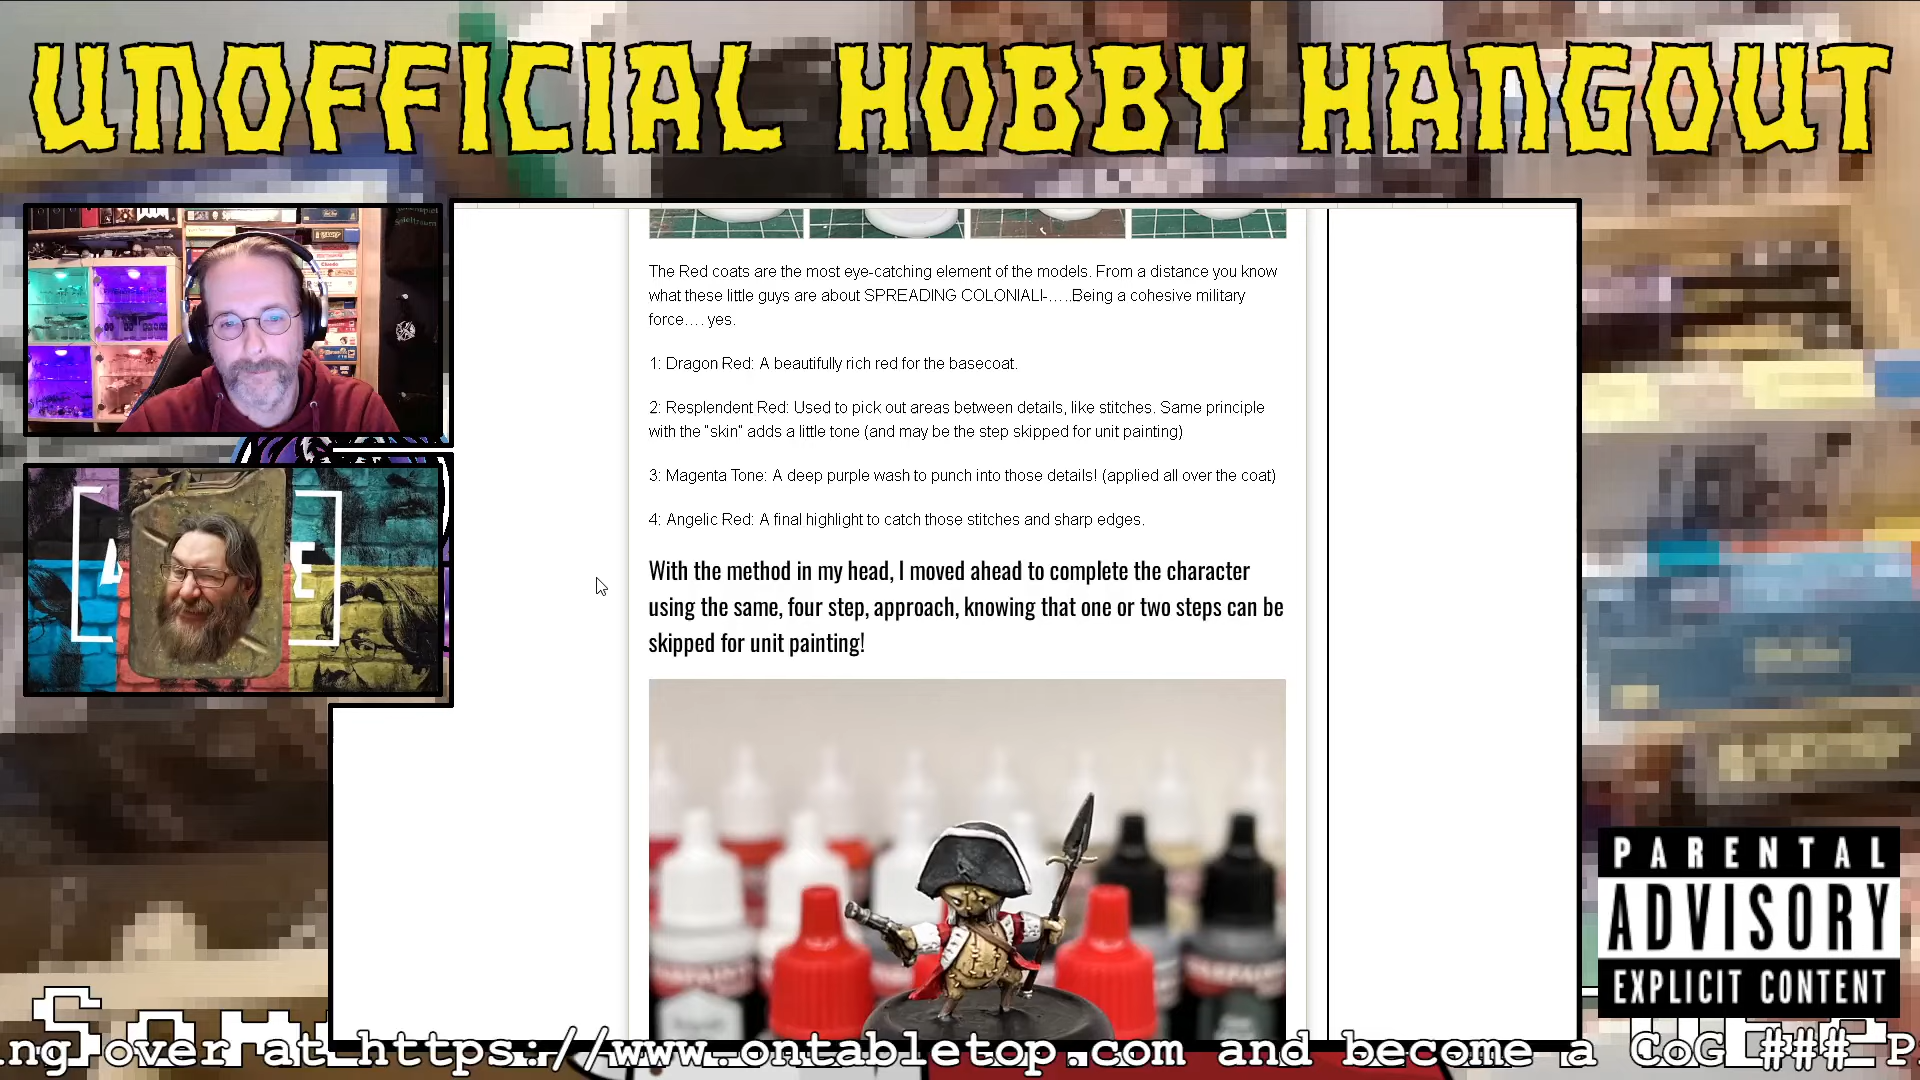 UNOFFICIAL HOBBY HANGOUT
The Red coats are the most eye-catching element of the models. From a distance you know
what these little guys are about SPREADING COLONIALI-…..Being a cohesive military
force…. yes.
1: Dragon Red: A beautifully rich red for the basecoat.
2: Resplendent Red: Used to pick out areas between details, like stitches. Same principle
with the “skin” adds a little tone (and may be the step skipped for unit painting)
3: Magenta Tone: A deep purple wash to punch into those details! (applied all over the coat)
4: Angelic Red: A final highlight to catch those stitches and sharp edges.
With the method in my head, I moved ahead to complete the character
using the same, four step, approach, knowing that one or two steps can be
skipped for unit painting!
PARENTAL
ADVISORY
EXPLICIT CONTENT
ng over at https://www.ontabletop.com and become a CoG ### P